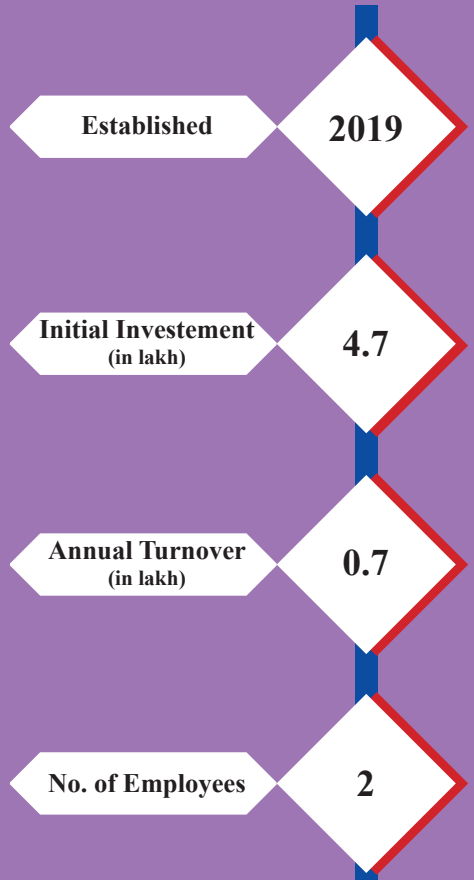 Established
2019
Initial Investement
(in lakh)
4.7
Annual Turnover
(in lakh)
0.7
No. of Employees
2